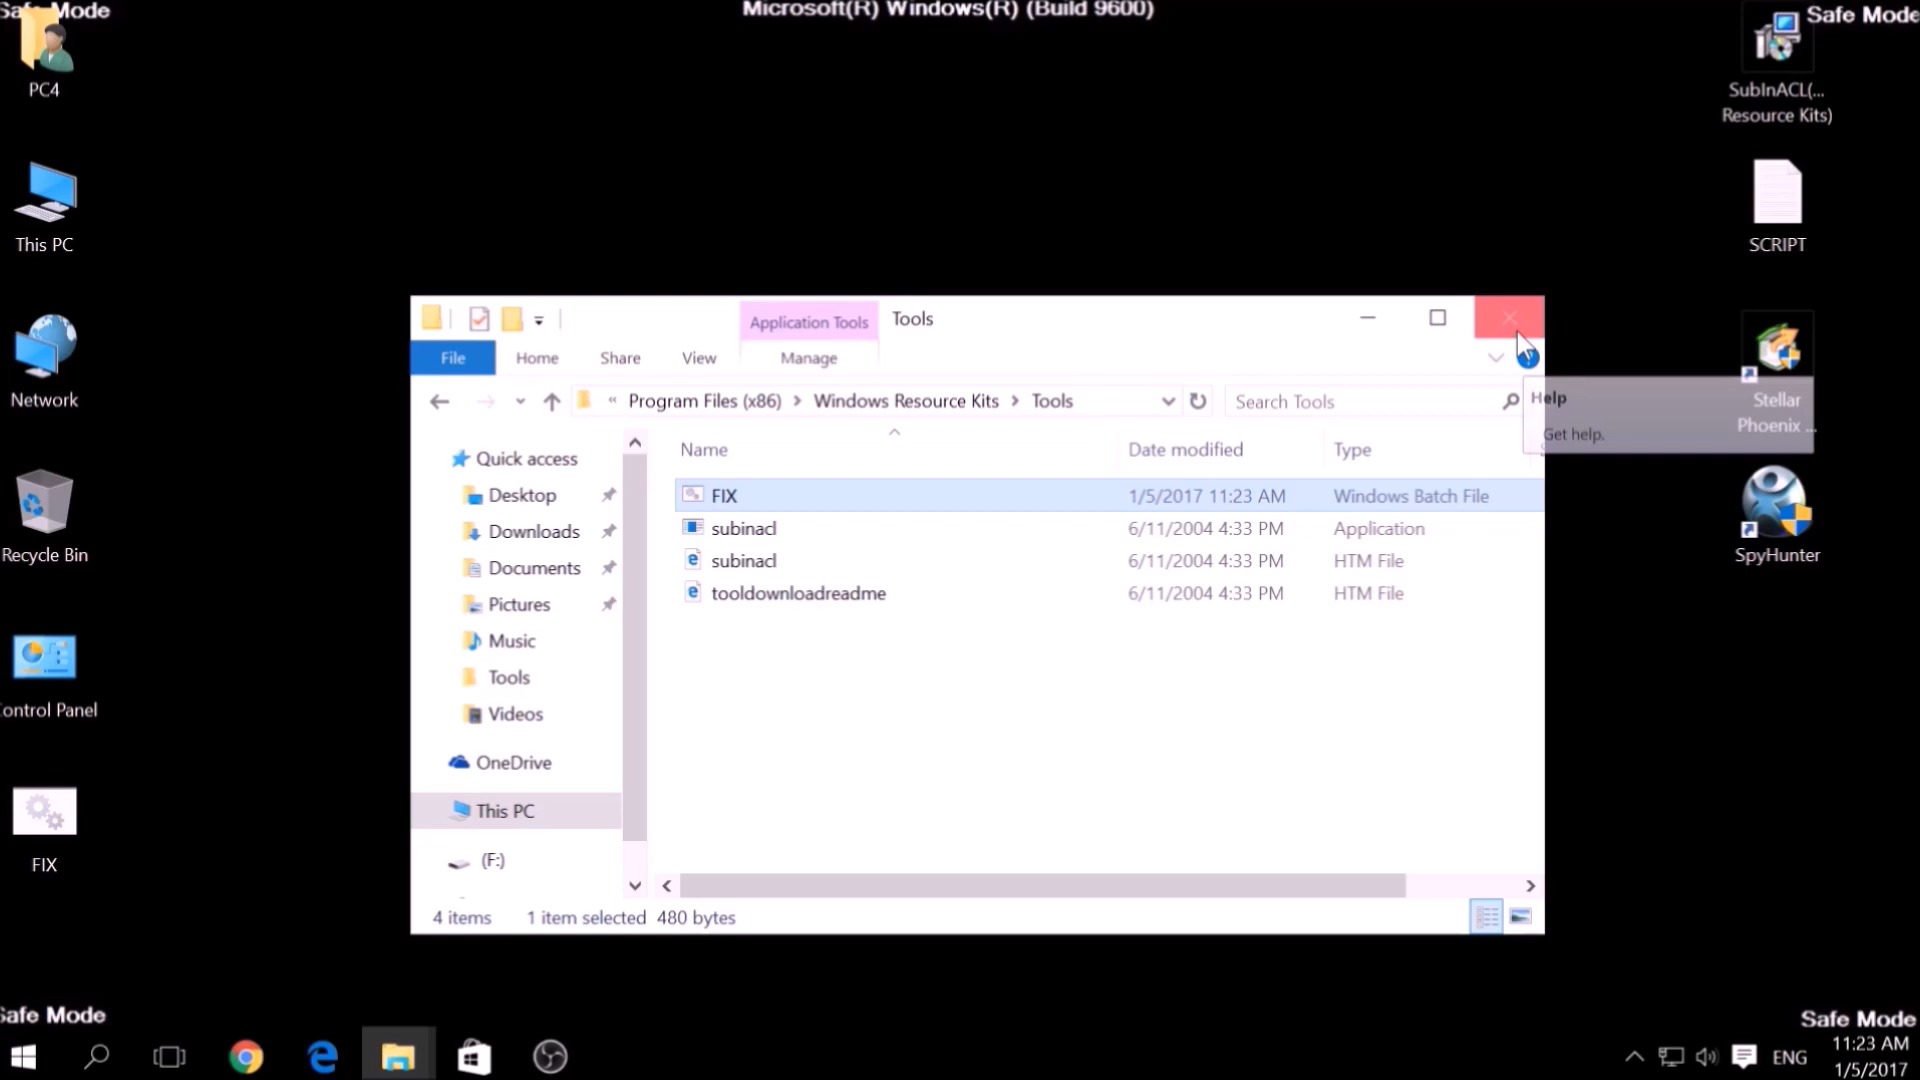 Safe Mode
Microsoft(R) Windows(R) (Build 9600)
Safe Mode
PC4
This PC
Network
Recycle Bin
Control Panel
FIX
SubInACL(...
Resource Kits)
SCRIPT
Stellar
Phoenix ...
SpyHunter
Application Tools
Tools
File
Home
Share
View
Manage
« Program Files (x86) > Windows Resource Kits > Tools
Search Tools
Help
Get help.
Name
Date modified
Type
Quick access
Desktop
Downloads
Documents
Pictures
Music
Tools
Videos
OneDrive
This PC
(F:)
FIX 1/5/2017 11:23 AM Windows Batch File
subinacl 6/11/2004 4:33 PM Application
subinacl 6/11/2004 4:33 PM HTM File
tooldownloadreadme 6/11/2004 4:33 PM HTM File
4 items 1 item selected 480 bytes
Safe Mode
Safe Mode
ENG
11:23 AM
1/5/2017